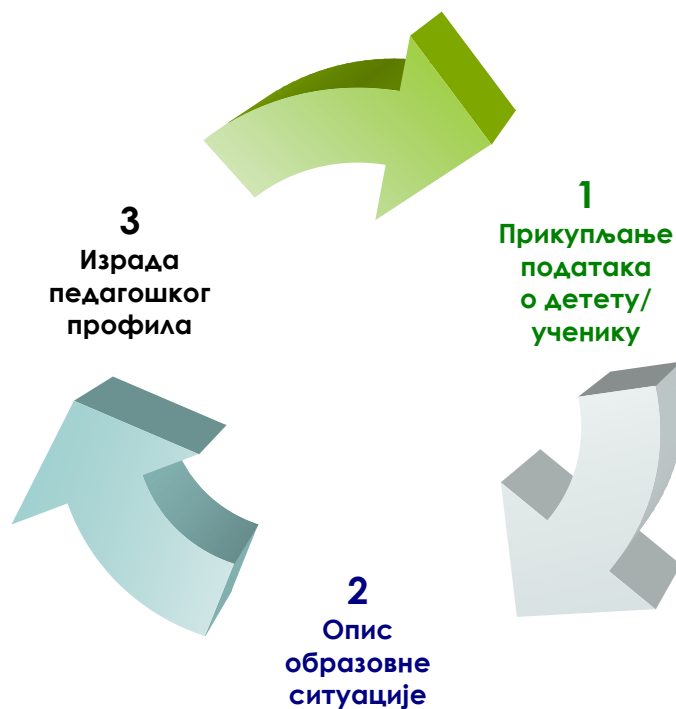 1
Прикупљање
података
о детету/
ученику
2
Опис
образовне
ситуације
3
Израда
педагошког
профила